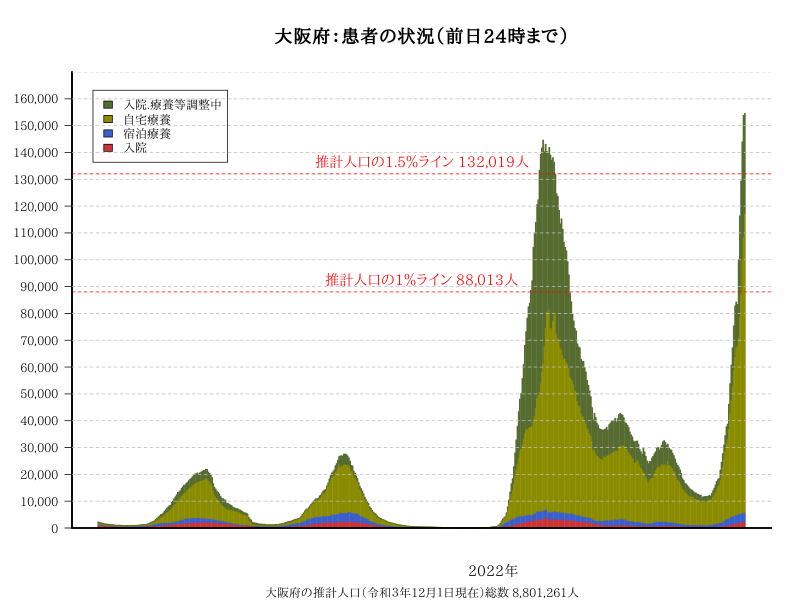 大阪府：患者の状況（前日24時まで）
入院.療養等調整中
自宅療養
宿泊療養
入院
160,000
150,000
140,000
130,000
120,000
110,000
100,000
90,000
80,000
70,000
60,000
50,000
40,000
30,000
20,000
10,000
0
推計人口の1.5%ライン 132,019人
推計人口の1%ライン 88,013人
2022年
大阪府の推計人口（令和3年12月1日現在）総数 8,801,261人